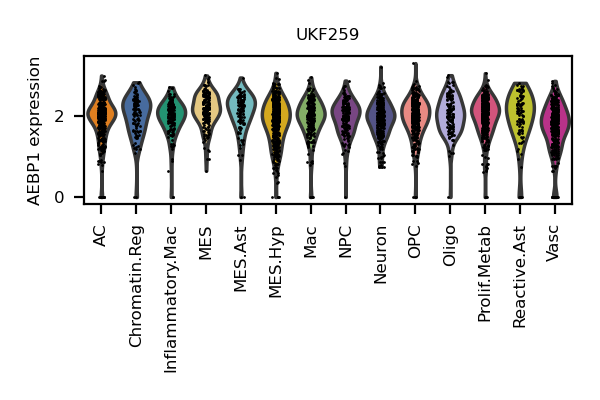 UKF259
AEBP1 expression
2
0
AC
Chromatin.Reg
Inflammatory.Mac
MES
MES.Ast
MES.Hyp
Mac
NPC
Neuron
OPC
Oligo
Prolif.Metab
Reactive.Ast
Vasc